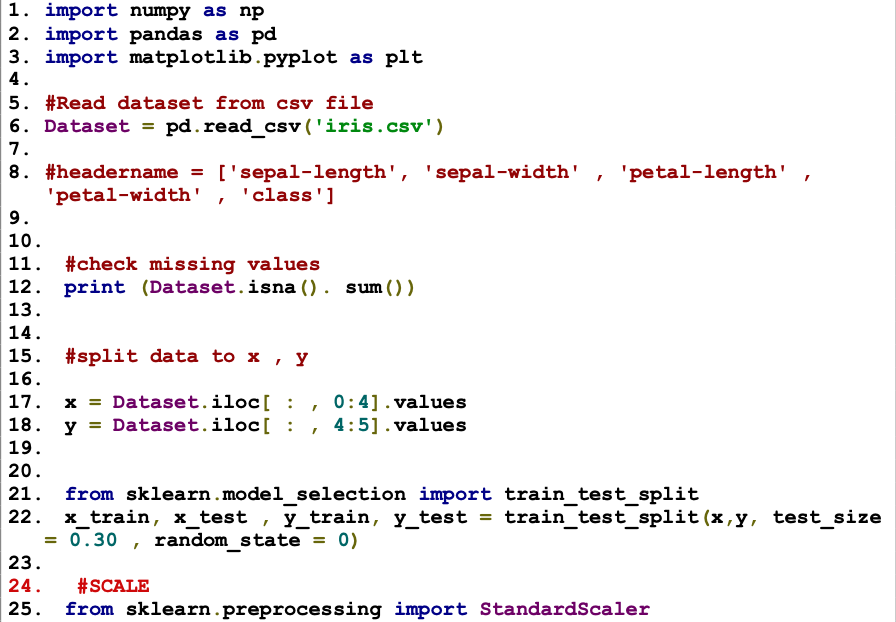 1. import numpy as np
2. import pandas as pd
3. import matplotlib.pyplot as plt
4.
5. #Read dataset from csv file
6. Dataset = pd.read_csv('iris.csv')
7.
8. #headername = ['sepal-length', 'sepal-width' , 'petal-length' ,
'petal-width' , 'class']
9.
10.
11. #check missing values
12. print (Dataset.isna(). sum())
13.
14.
15. #split data to x , y
16.
17. x = Dataset.iloc[ : , 0:4].values
18. y = Dataset.iloc[ : , 4:5].values
19.
20.
21. from sklearn.model_selection import train_test_split
22. x_train, x_test , y_train, y_test = train_test_split(x,y, test_size
= 0.30 , random_state = 0)
23.
24. #SCALE
25. from sklearn.preprocessing import StandardScaler